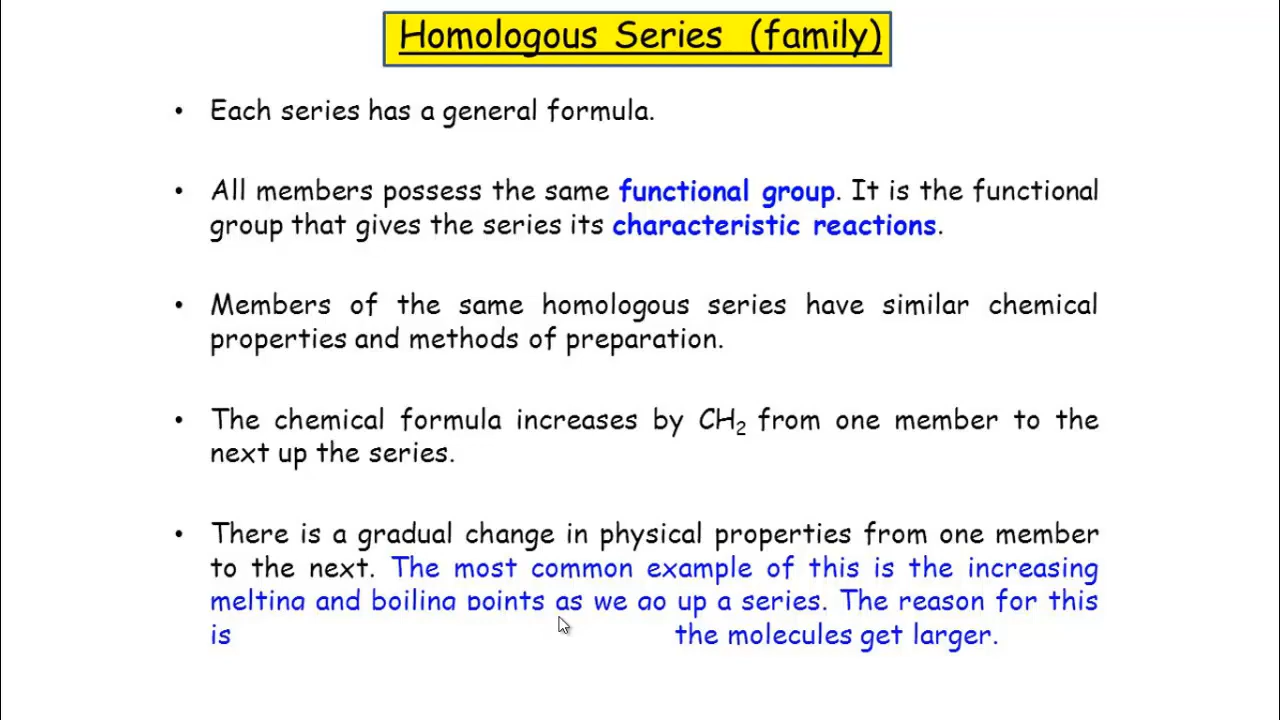 Homologous Series (family)
• Each series has a general formula.
• All members possess the same functional group. It is the functional
group that gives the series its characteristic reactions.
• Members of the same homologous series have similar chemical
properties and methods of preparation.
• The chemical formula increases by CH₂ from one member to the
next up the series.
• There is a gradual change in physical properties from one member
to the next. The most common example of this is the increasing
melting and boiling points as we go up a series. The reason for this
is the molecules get larger.